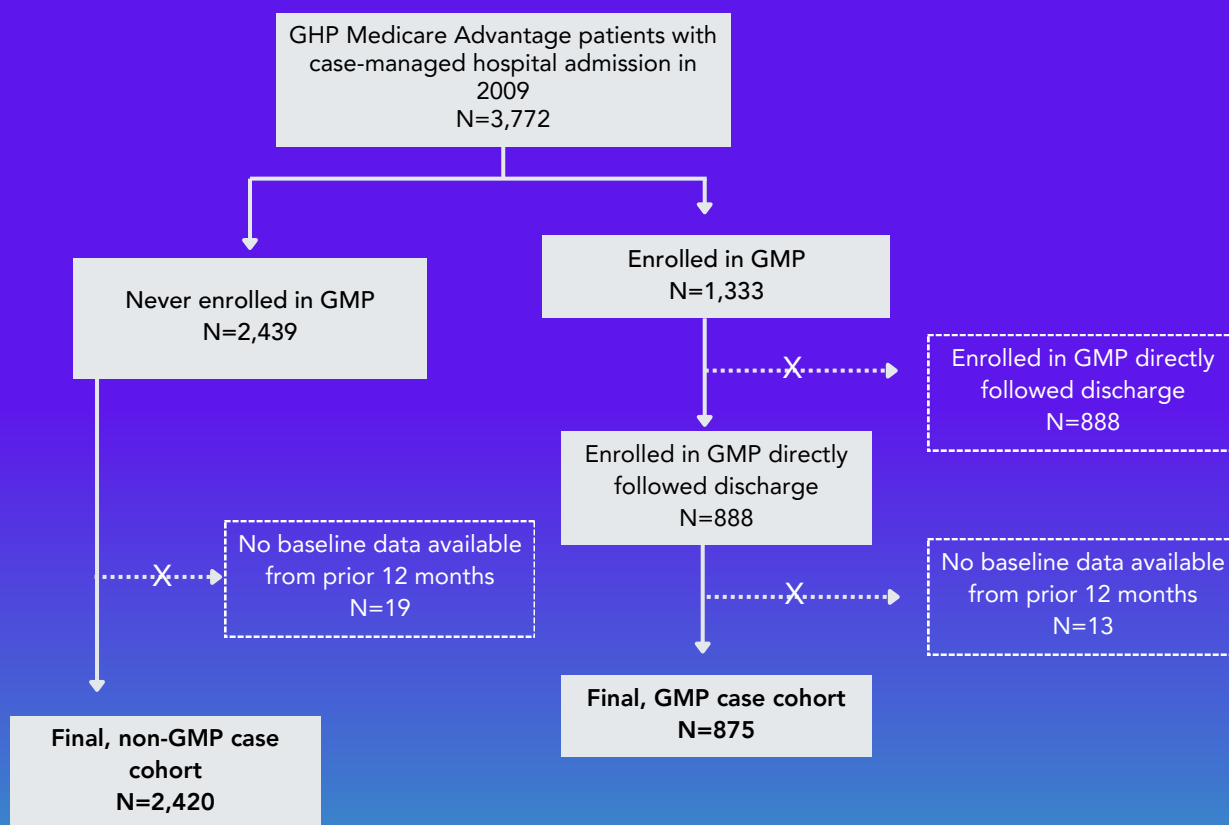 GHP Medicare Advantage patients with
case-managed hospital admission in
2009
N=3,772
Never enrolled in GMP
N=2,439
Enrolled in GMP
N=1,333
X
Enrolled in GMP directly
followed discharge
N=888
Enrolled in GMP directly
followed discharge
N=888
X
No baseline data available
from prior 12 months
N=19
X
No baseline data available
from prior 12 months
N=13
Final, GMP case cohort
N=875
Final, non-GMP case
cohort
N=2,420